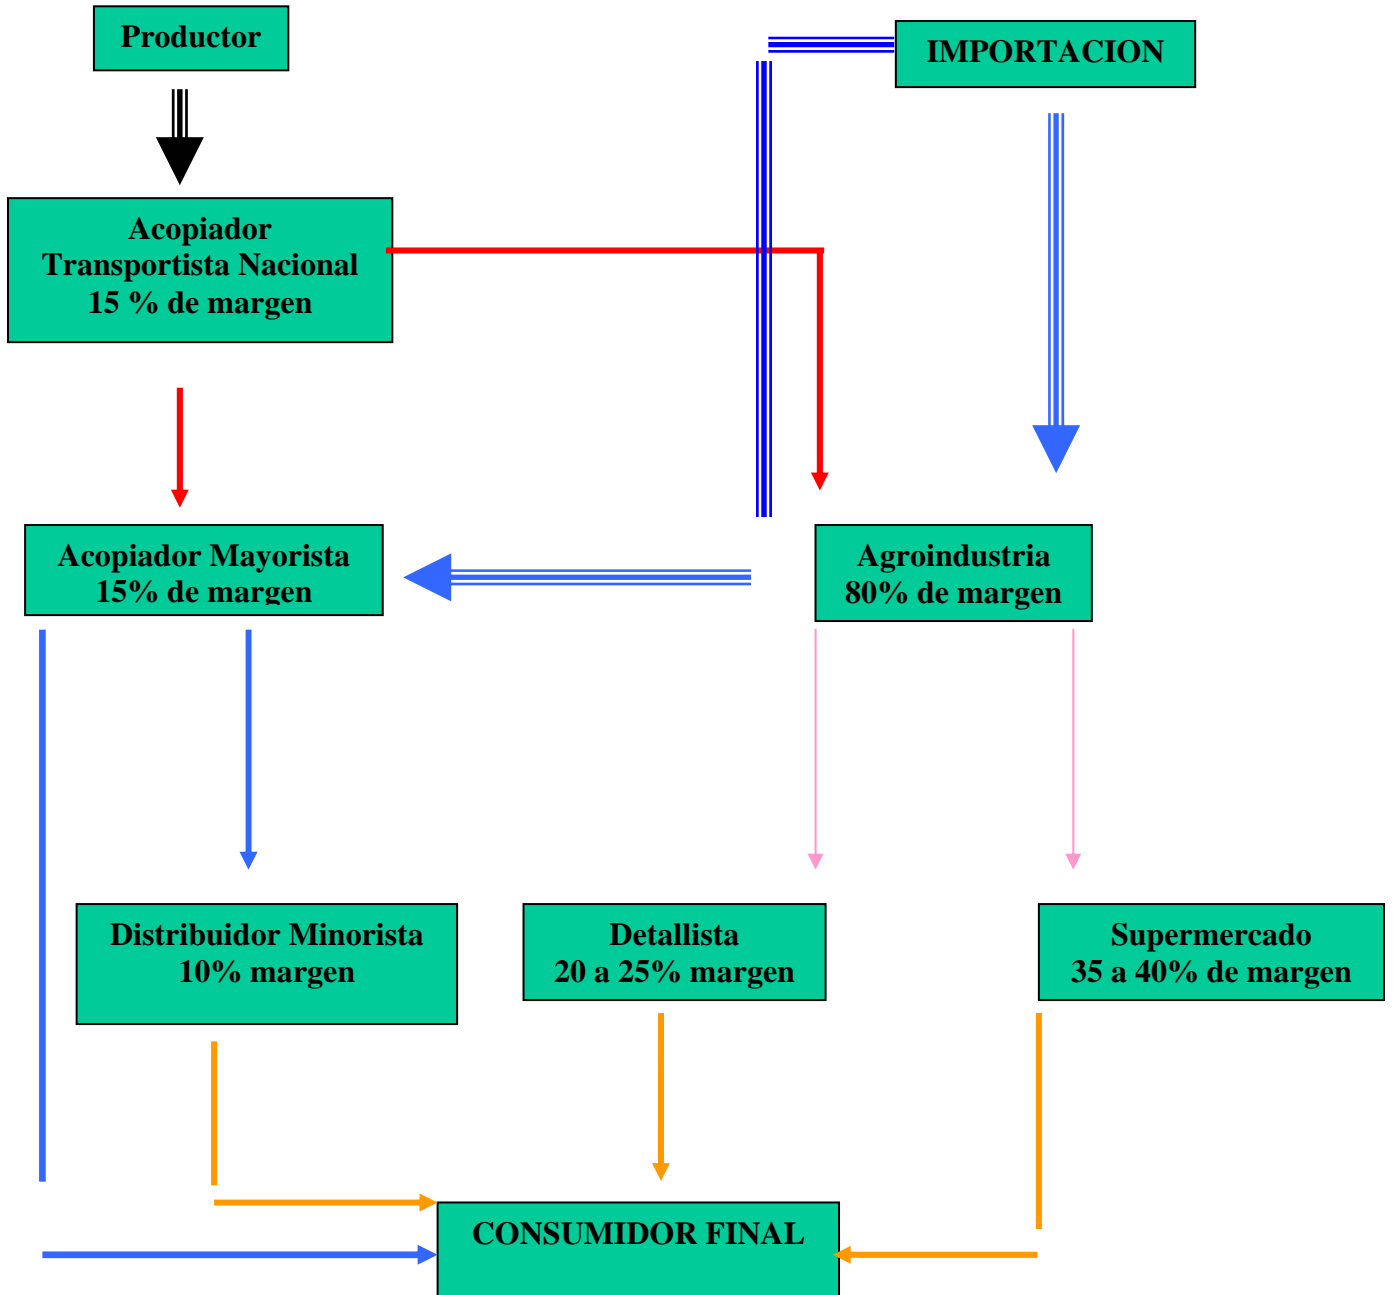 Productor
IMPORTACION
Acopiador
Transportista Nacional
15 % de margen
Acopiador Mayorista
15% de margen
Agroindustria
80% de margen
Distribuidor Minorista
10% margen
Detallista
20 a 25% margen
Supermercado
35 a 40% de margen
CONSUMIDOR FINAL